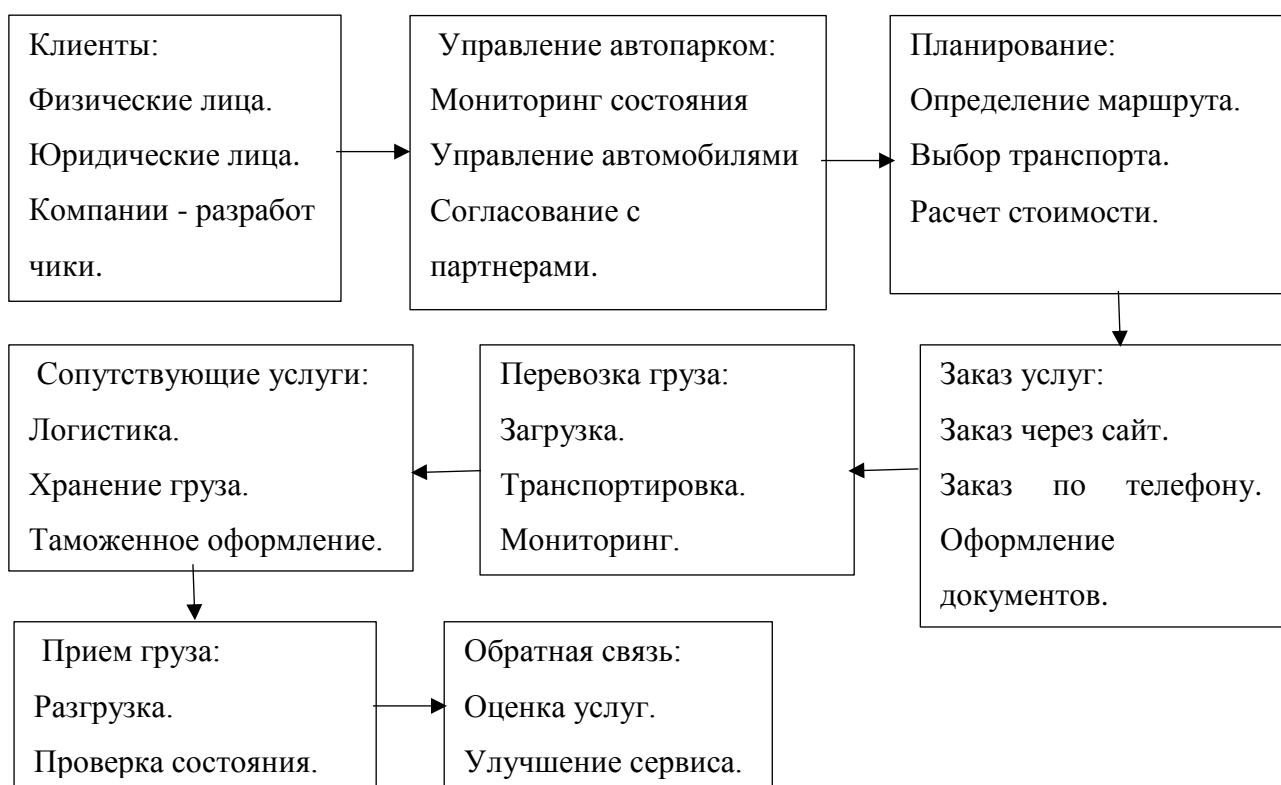 Клиенты:
Физические лица.
Юридические лица.
Компании - разработ
чики.
Управление автопарком:
Мониторинг состояния
Управление автомобилями
Согласование с
партнерами.
Планирование:
Определение маршрута.
Выбор транспорта.
Расчет стоимости.
Заказ услуг:
Заказ через сайт.
Заказ по телефону.
Оформление
документов.
Перевозка груза:
Загрузка.
Транспортировка.
Мониторинг.
Сопутствующие услуги:
Логистика.
Хранение груза.
Таможенное оформление.
Прием груза:
Разгрузка.
Проверка состояния.
Обратная связь:
Оценка услуг.
Улучшение сервиса.